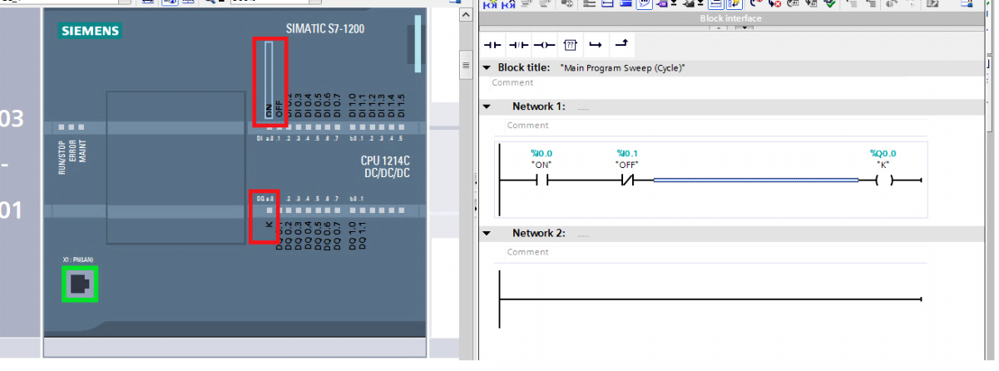 SIEMENS
SIMATIC S7-1200
ON
OFF
DI 0.2
DI 0.3
DI 0.4
DI 0.5
DI 0.6
DI 0.7
DI 1.0
DI 1.1
DI 1.2
DI 1.3
DI 1.4
DI 1.5
03
DI a.0 .1 .2 .3 .4 .5 .6 .7 b.0 .1 .2 .3 .4 .5
RUN/STOP
ERROR
MAINT
CPU 1214C
DC/DC/DC
-
01
DQ a.0 .2 .3 .4 .5 .6 .7 b.0 .1
K
DQ 0.1
DQ 0.2
DQ 0.3
DQ 0.4
DQ 0.5
DQ 0.6
DQ 0.7
DQ 1.0
DQ 1.1
X1 : PN(LAN)
Block interface
??
Block title: "Main Program Sweep (Cycle)"
Comment
Network 1: .....
Comment
%I0.0 %I0.1 %Q0.0
"ON" "OFF" "K"
Network 2: .....
Comment